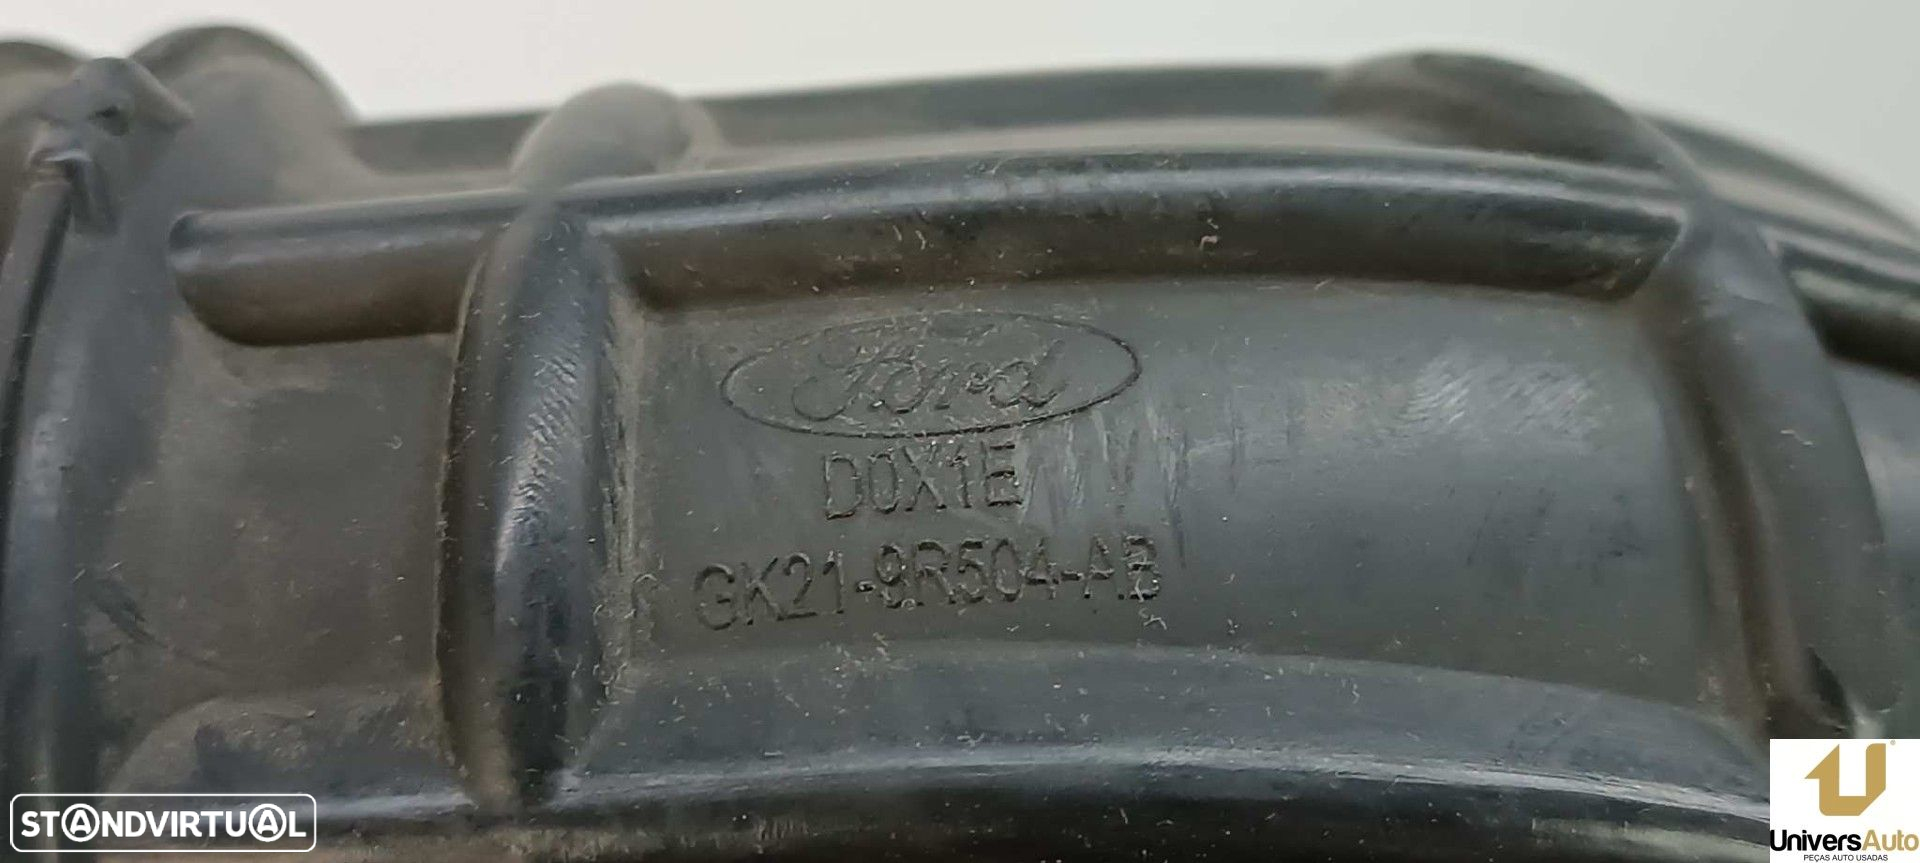 Ford
D0X1E
GK21-9R504-AB
STANDVIRTUAL
UniversAuto
PEÇAS AUTO USADAS